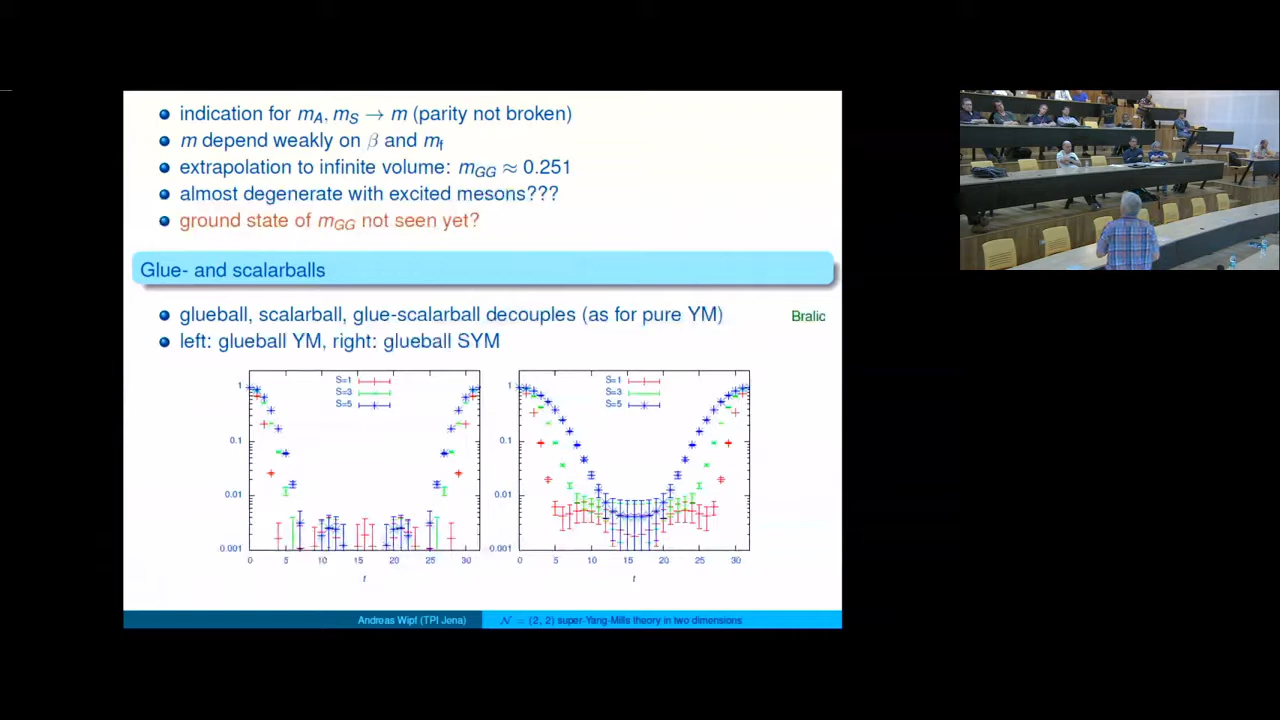 indication for m_A, m_S → m (parity not broken)
m depend weakly on β and m_f
extrapolation to infinite volume: m_GG ≈ 0.251
almost degenerate with excited mesons???
ground state of m_GG not seen yet?
Glue- and scalarballs
glueball, scalarball, glue-scalarball decouples (as for pure YM) Bralic
left: glueball YM, right: glueball SYM
S=1
S=3
S=5
1
0.1
0.01
0.001
0 5 10 15 20 25 30
t
S=1
S=3
S=5
1
0.1
0.01
0.001
0 5 10 15 20 25 30
t
Andreas Wipf (TPI Jena) N = (2, 2) super-Yang-Mills theory in two dimensions